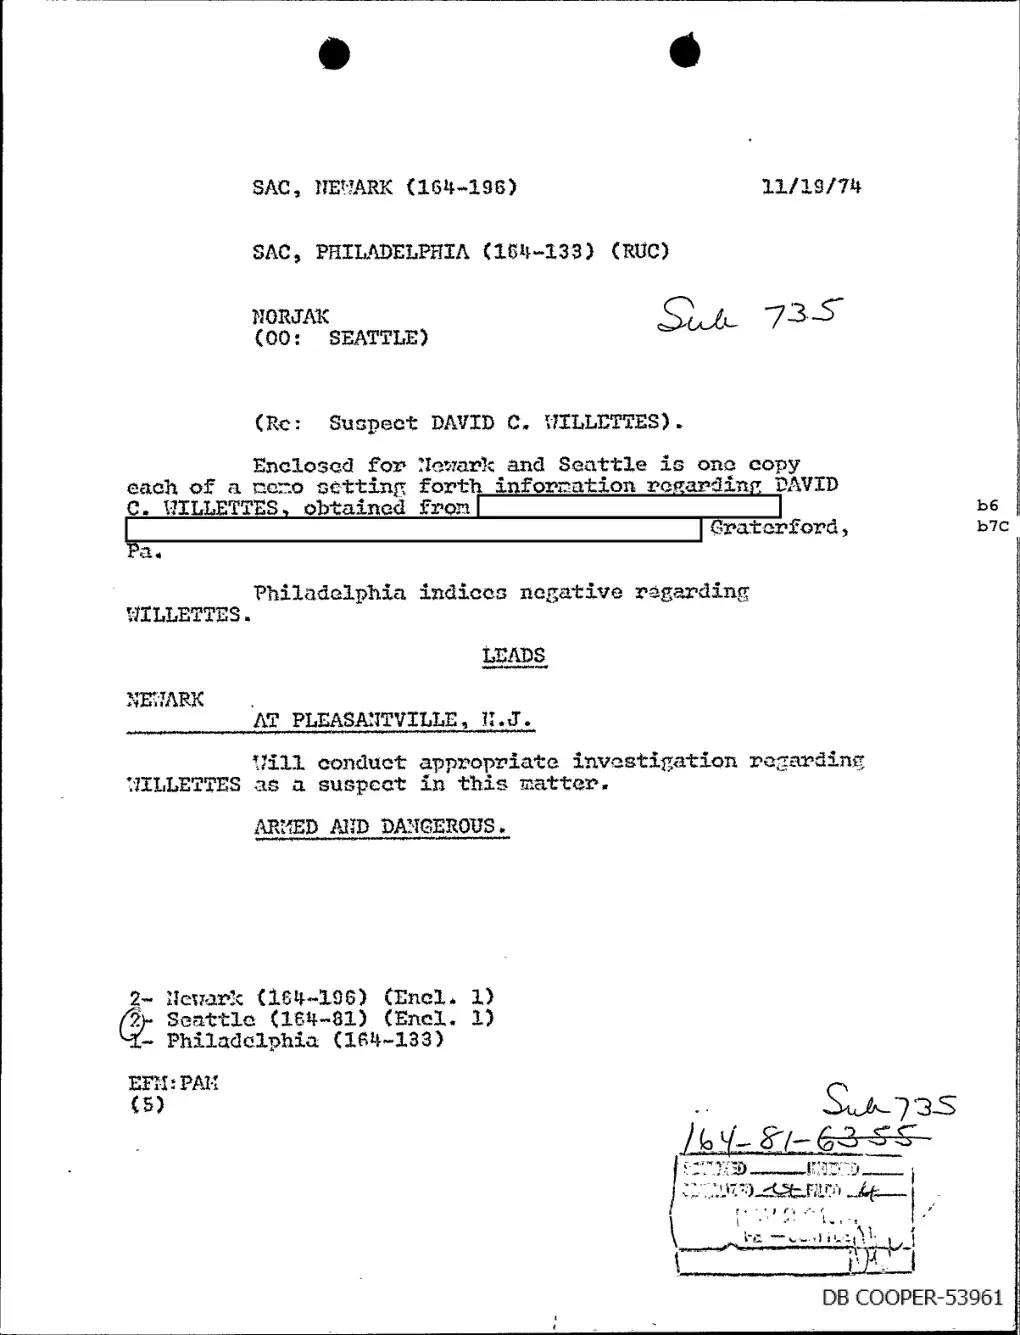 SAC, NEWARK (164-196) 11/19/74
SAC, PHILADELPHIA (164-133) (RUC)
NORJAK
(OO: SEATTLE)
Sub 735
(Re: Suspect DAVID C. WILLETTES).
Enclosed for Newark and Seattle is one copy
each of a memo setting forth information regarding DAVID
C. WILLETTES, obtained from
b6
Graterford,
b7C
Pa.
Philadelphia indices negative regarding
WILLETTES.
LEADS
NEWARK
AT PLEASANTVILLE, N.J.
Will conduct appropriate investigation regarding
WILLETTES as a suspect in this matter.
ARMED AND DANGEROUS.
2- Newark (164-196) (Encl. 1)
2- Seattle (164-81) (Encl. 1)
1- Philadelphia (164-133)
EFM:PAM
(5)
Sub 735
164-81-6355
DB COOPER-53961